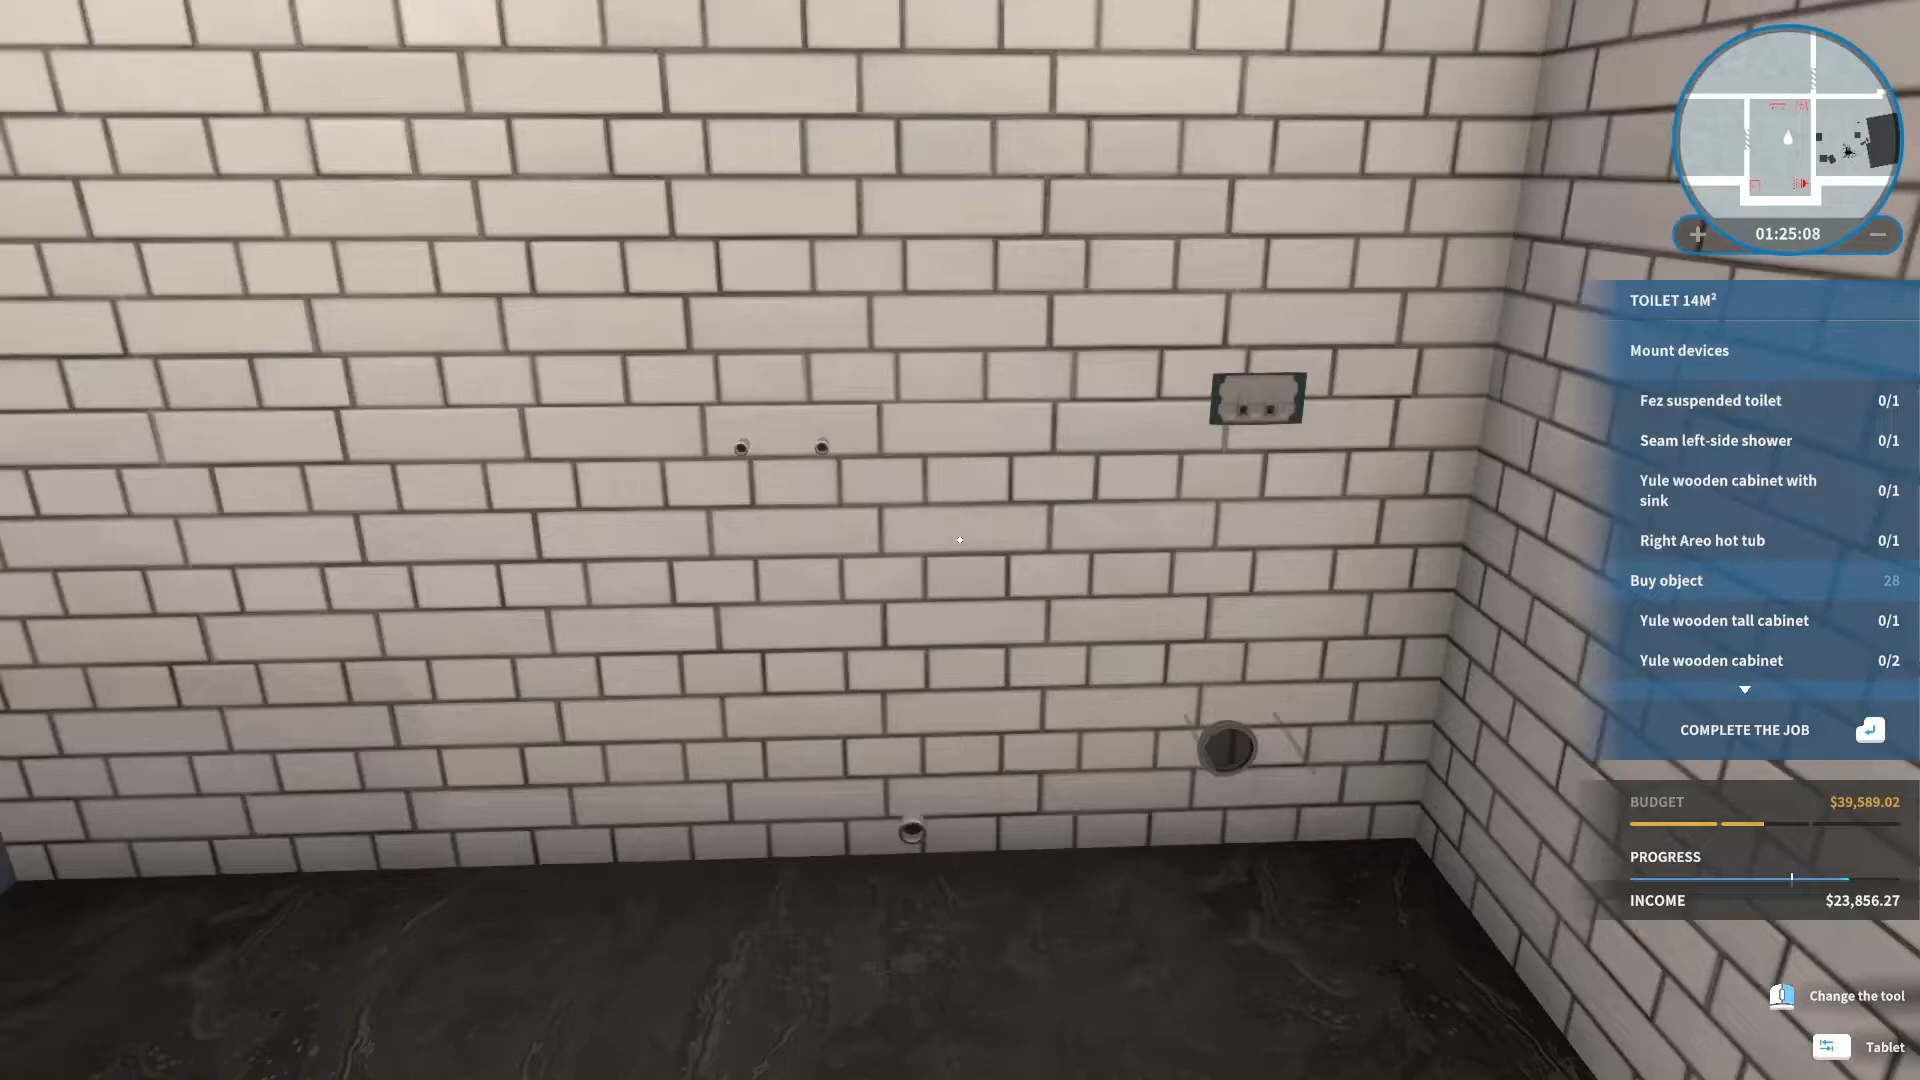 01:25:08
TOILET 14M²
Mount devices
Fez suspended toilet 0/1
Seam left-side shower 0/1
Yule wooden cabinet with
sink 0/1
Right Areo hot tub 0/1
Buy object 28
Yule wooden tall cabinet 0/1
Yule wooden cabinet 0/2
COMPLETE THE JOB
BUDGET $39,589.02
PROGRESS
INCOME $23,856.27
Change the tool
Tablet